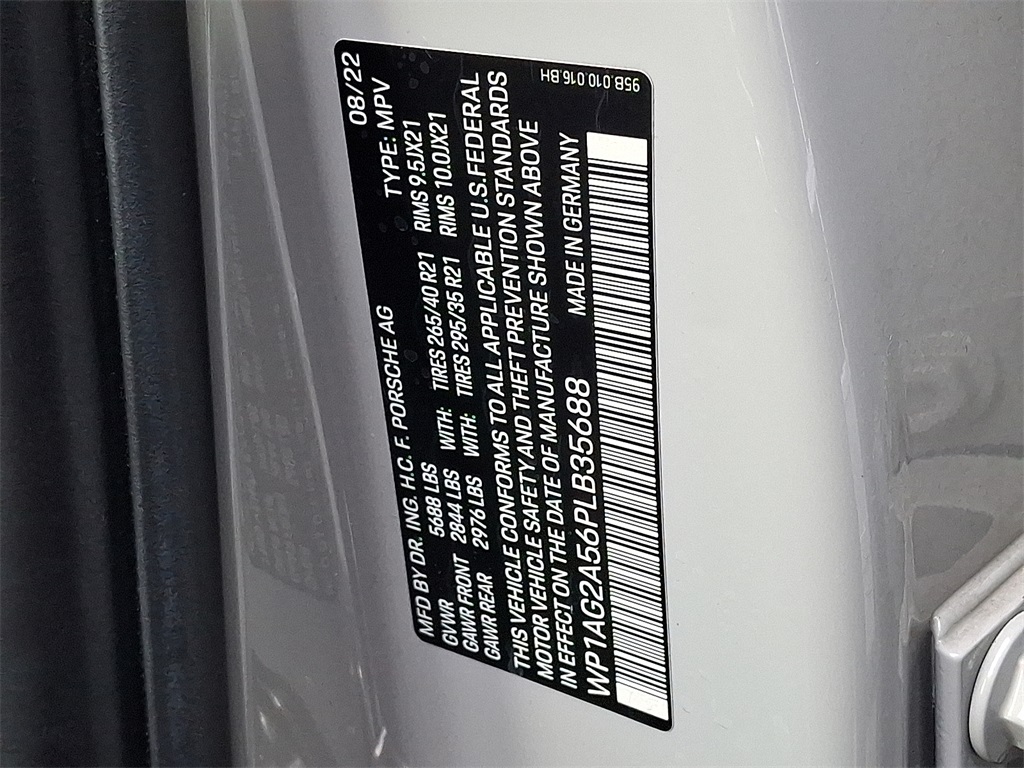 08/22
MFD BY DR. ING. H.C. F. PORSCHE AG TYPE: MPV
GVWR 5688 LBS
GAWR FRONT 2844 LBS WITH: TIRES 265/40 R21 RIMS 9.5JX21
GAWR REAR 2976 LBS WITH: TIRES 295/35 R21 RIMS 10.0JX21
THIS VEHICLE CONFORMS TO ALL APPLICABLE U.S.FEDERAL
MOTOR VEHICLE SAFETY AND THEFT PREVENTION STANDARDS
IN EFFECT ON THE DATE OF MANUFACTURE SHOWN ABOVE
WP1AG2A56PLB35688 MADE IN GERMANY
95B.010.016.BH